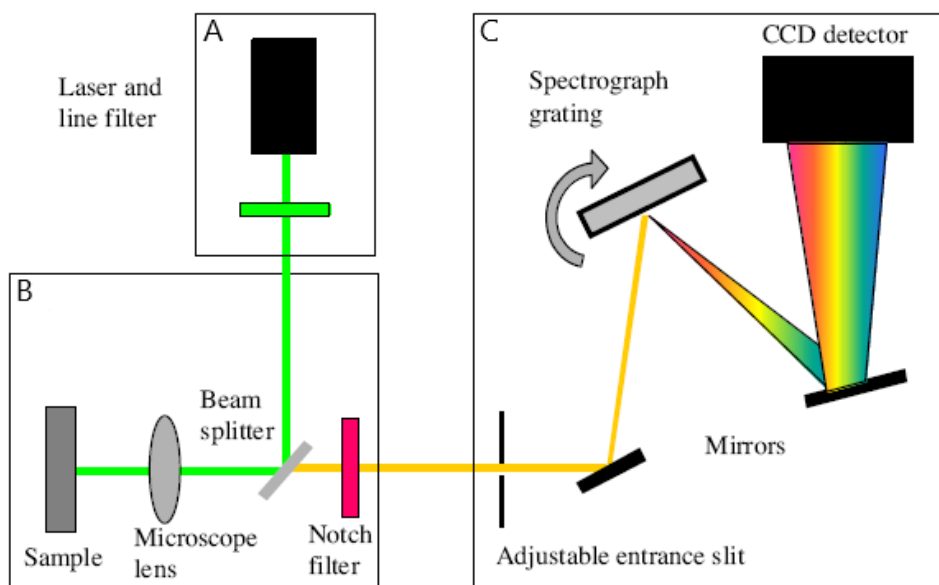 A
Laser and
line filter
B
Beam
splitter
Sample
Microscope
lens
Notch
filter
C
CCD detector
Spectrograph
grating
Mirrors
Adjustable entrance slit